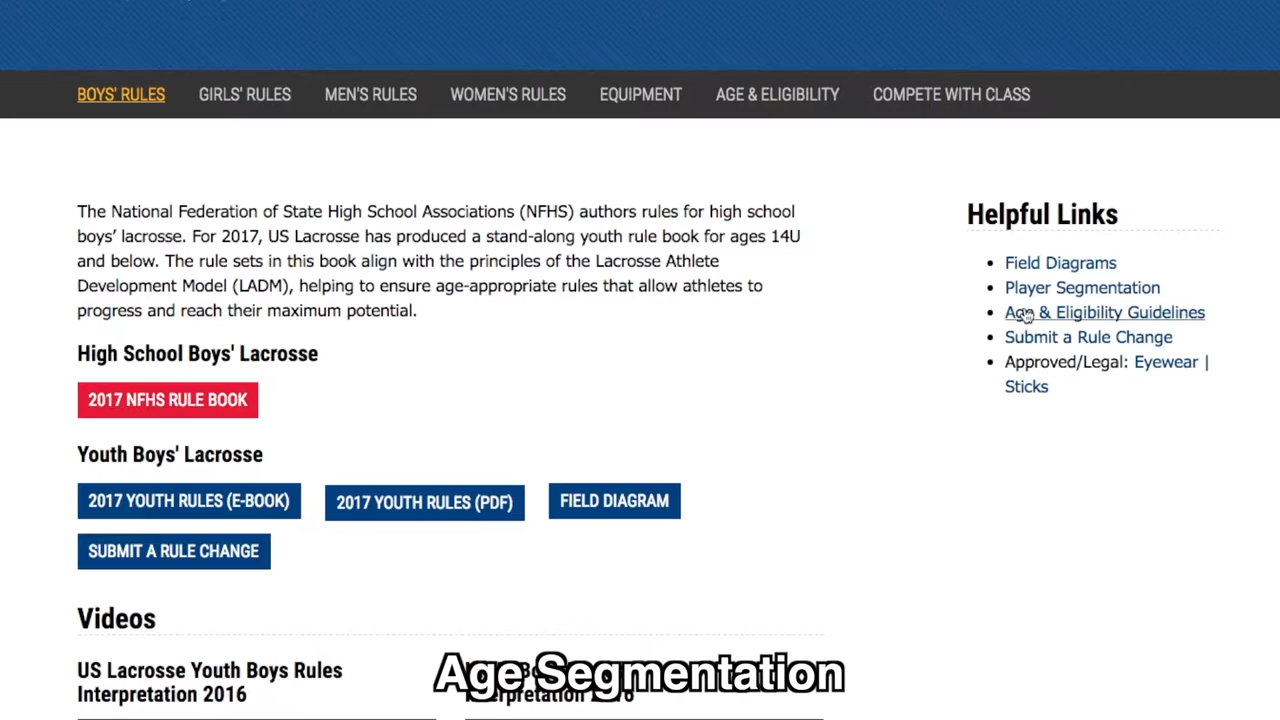 BOYS' RULES GIRLS' RULES MEN'S RULES WOMEN'S RULES EQUIPMENT AGE & ELIGIBILITY COMPETE WITH CLASS
The National Federation of State High School Associations (NFHS) authors rules for high school
boys' lacrosse. For 2017, US Lacrosse has produced a stand-along youth rule book for ages 14U
and below. The rule sets in this book align with the principles of the Lacrosse Athlete
Development Model (LADM), helping to ensure age-appropriate rules that allow athletes to
progress and reach their maximum potential.
High School Boys' Lacrosse
2017 NFHS RULE BOOK
Youth Boys' Lacrosse
2017 YOUTH RULES (E-BOOK) 2017 YOUTH RULES (PDF) FIELD DIAGRAM
SUBMIT A RULE CHANGE
Videos
US Lacrosse Youth Boys Rules
Interpretation 2016
Helpful Links
Field Diagrams
Player Segmentation
Age & Eligibility Guidelines
Submit a Rule Change
Approved/Legal: Eyewear |
Sticks
Age Segmentation